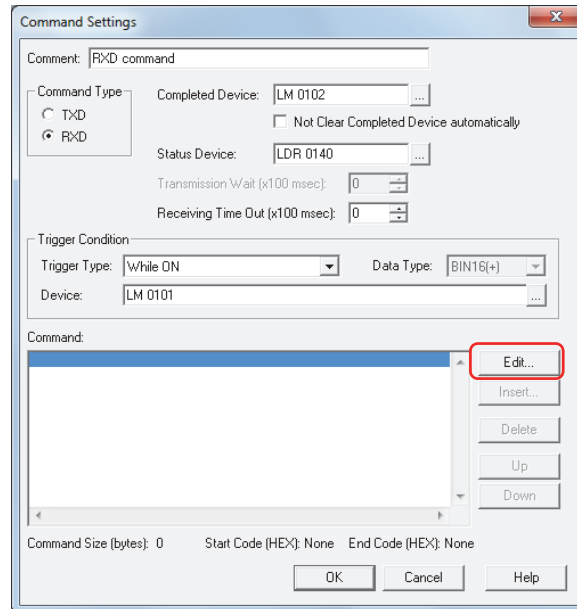 Command Settings
Comment: RXD command
Command Type
TXD
RXD
Completed Device: LM 0102 ...
Not Clear Completed Device automatically
Status Device: LDR 0140 ...
Transmission Wait (x100 msec): 0
Receiving Time Out (x100 msec): 0
Trigger Condition
Trigger Type: While ON Data Type: BIN16(+)
Device: LM 0101 ...
Command:
Edit...
Insert...
Delete
Up
Down
Command Size (bytes): 0 Start Code (HEX): None End Code (HEX): None
OK Cancel Help